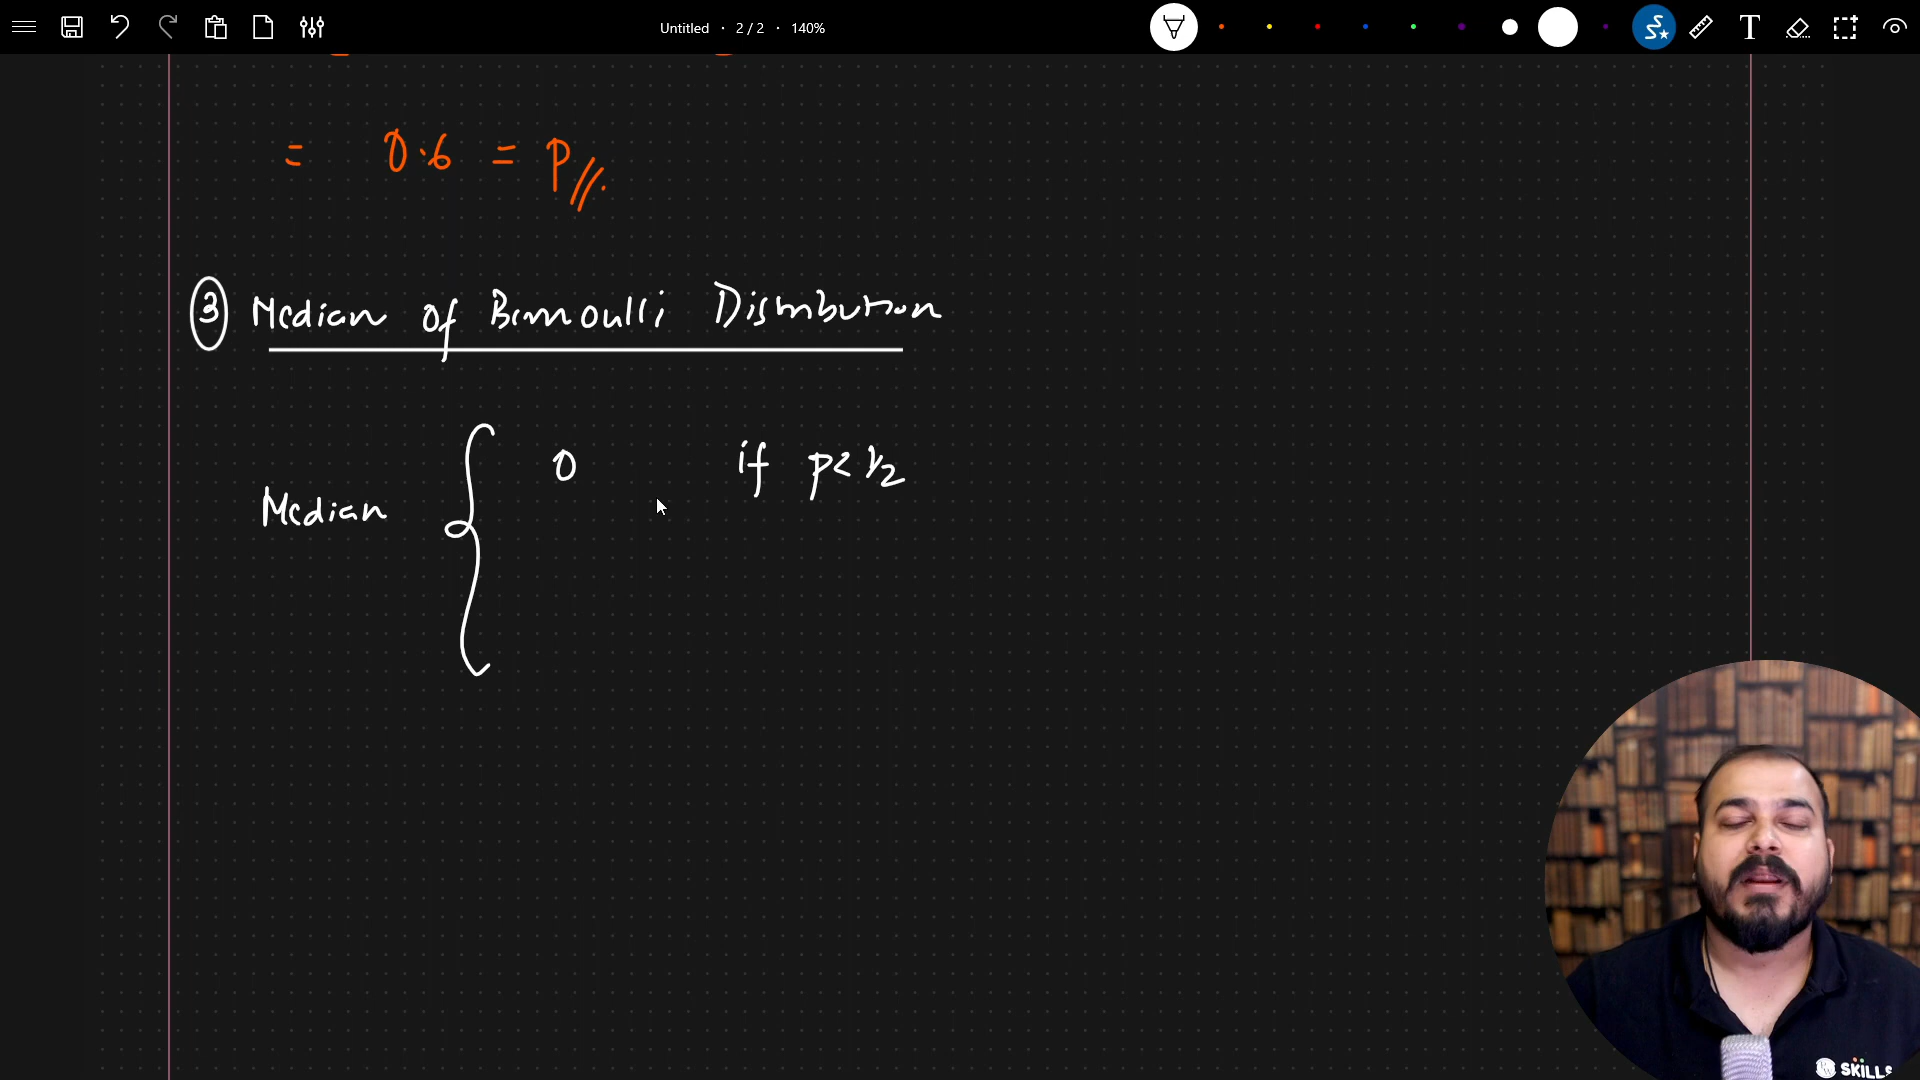 Untitled · 2 / 2 · 140%
T
= 0.6 = p
③ Median of Bernoulli Distribution
Median { 0 if p < 1/2
SKILLS